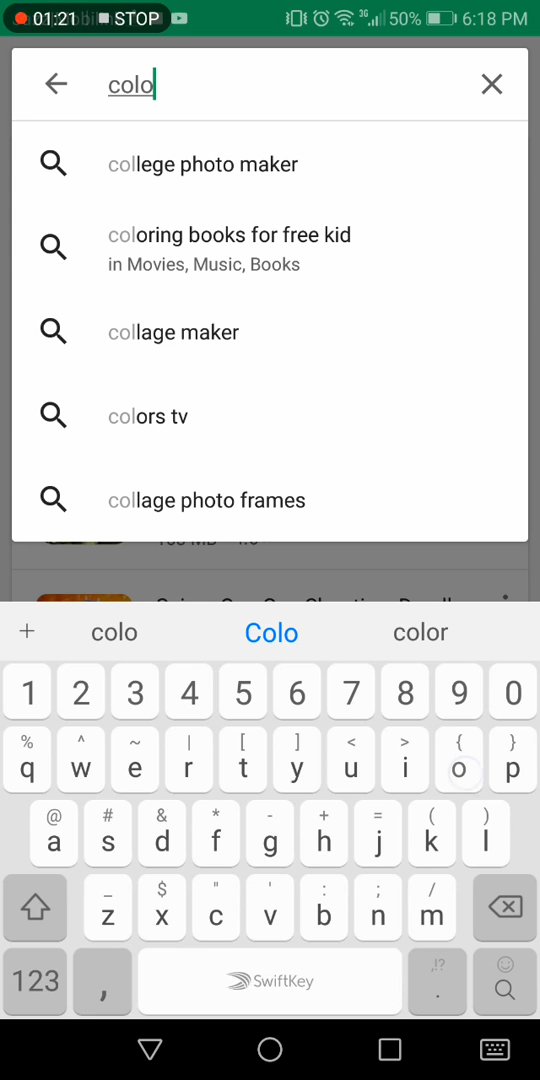 01:21 STOP 3G 50% 6:18 PM
colo
college photo maker
coloring books for free kid
in Movies, Music, Books
collage maker
colors tv
collage photo frames
+ colo Colo color
1 2 3 4 5 6 7 8 9 0
% ^ ~ | [ ] < > { }
q w e r t y u i o p
@ # & * - + = ( )
a s d f g h j k l
_ $ " ' : ; /
z x c v b n m
,!?
123 , SwiftKey .